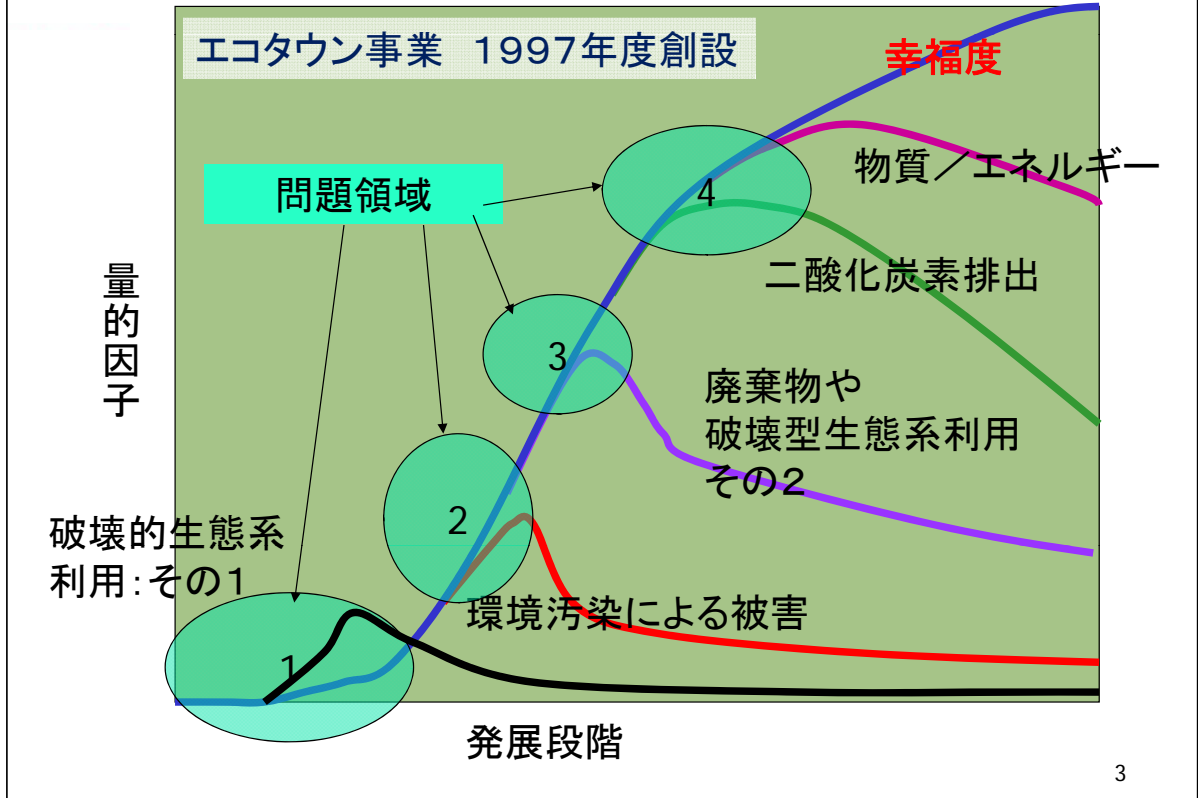 エコタウン事業 1997年度創設
幸福度
問題領域
4
物質／エネルギー
二酸化炭素排出
量的因子
3
廃棄物や
破壊型生態系利用
その２
2
破壊的生態系
利用：その１
環境汚染による被害
1
発展段階
3